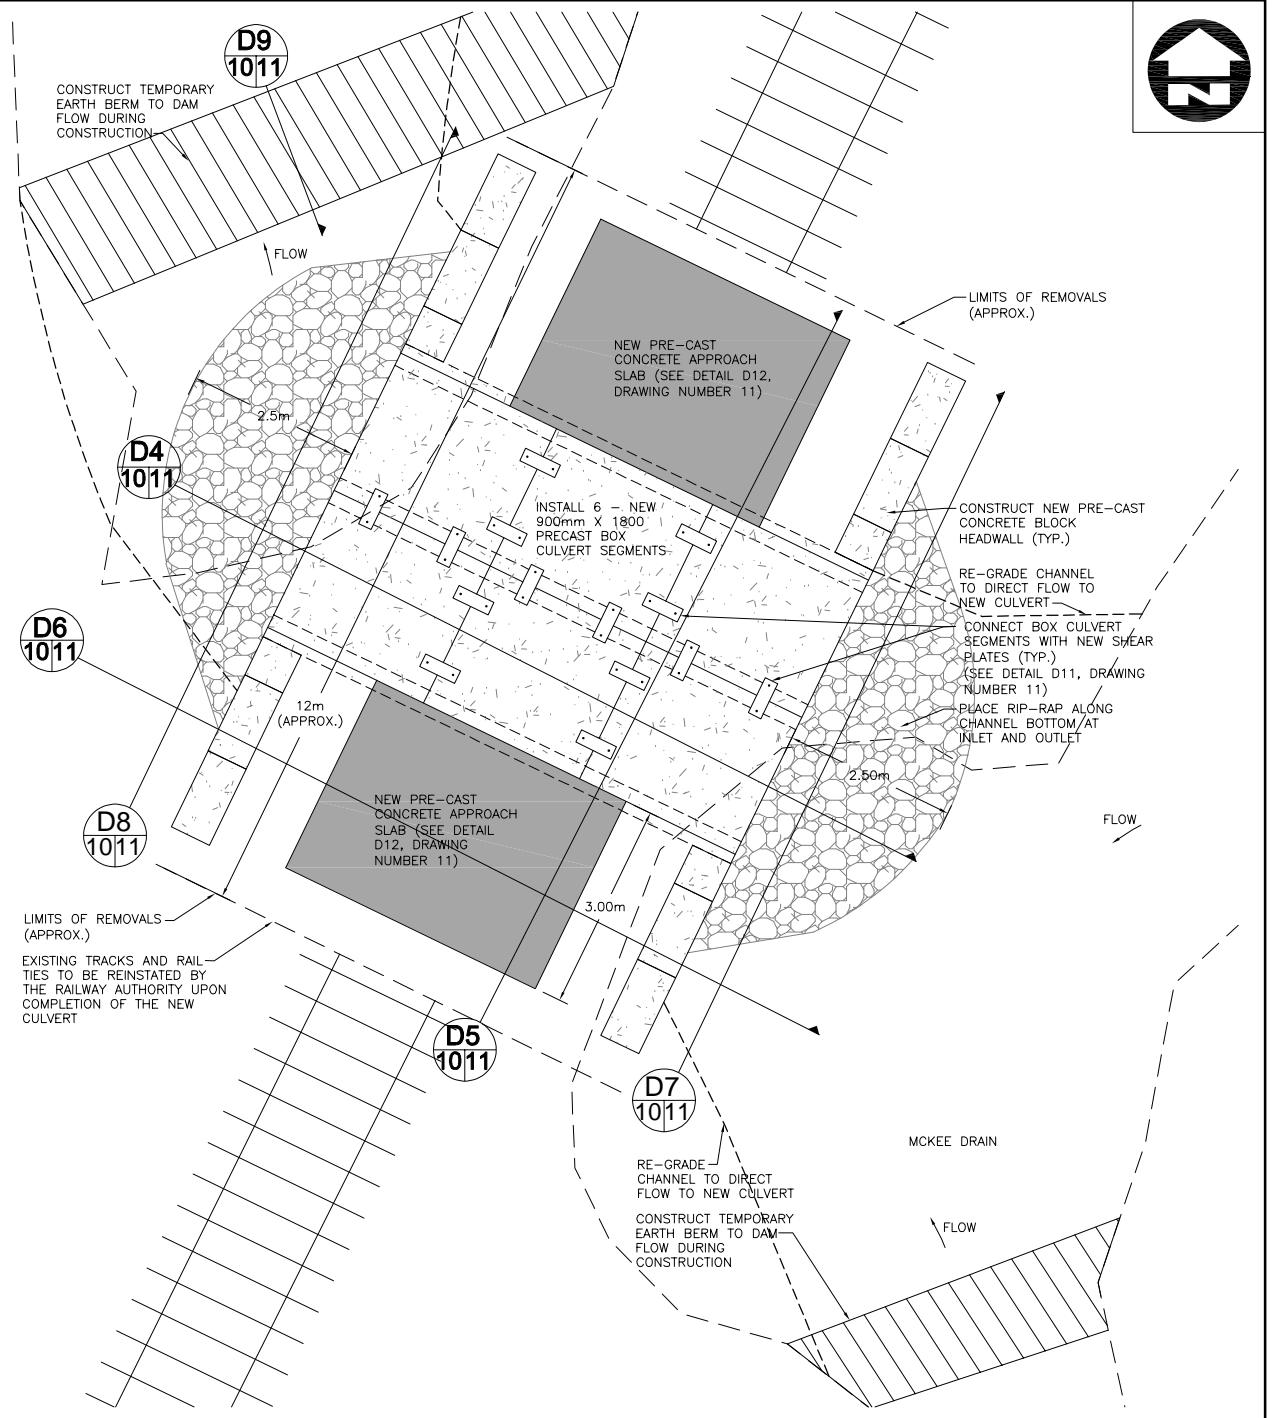 D9
10 11
CONSTRUCT TEMPORARY
EARTH BERM TO DAM
FLOW DURING
CONSTRUCTION
N
FLOW
LIMITS OF REMOVALS
(APPROX.)
NEW PRE-CAST
CONCRETE APPROACH
SLAB (SEE DETAIL D12,
DRAWING NUMBER 11)
2.5m
D4
10 11
INSTALL 6 - NEW
900mm X 1800
PRECAST BOX
CULVERT SEGMENTS
CONSTRUCT NEW PRE-CAST
CONCRETE BLOCK
HEADWALL (TYP.)
RE-GRADE CHANNEL
TO DIRECT FLOW TO
NEW CULVERT
CONNECT BOX CULVERT
SEGMENTS WITH NEW SHEAR
PLATES (TYP.)
(SEE DETAIL D11, DRAWING
NUMBER 11)
PLACE RIP-RAP ALONG
CHANNEL BOTTOM AT
INLET AND OUTLET
D6
10 11
12m
(APPROX.)
2.50m
FLOW
D8
10 11
NEW PRE-CAST
CONCRETE APPROACH
SLAB (SEE DETAIL
D12, DRAWING
NUMBER 11)
3.00m
LIMITS OF REMOVALS
(APPROX.)
EXISTING TRACKS AND RAIL
TIES TO BE REINSTATED BY
THE RAILWAY AUTHORITY UPON
COMPLETION OF THE NEW
CULVERT
D5
10 11
D7
10 11
MCKEE DRAIN
RE-GRADE
CHANNEL TO DIRECT
FLOW TO NEW CULVERT
CONSTRUCT TEMPORARY
EARTH BERM TO DAM
FLOW DURING
CONSTRUCTION
FLOW